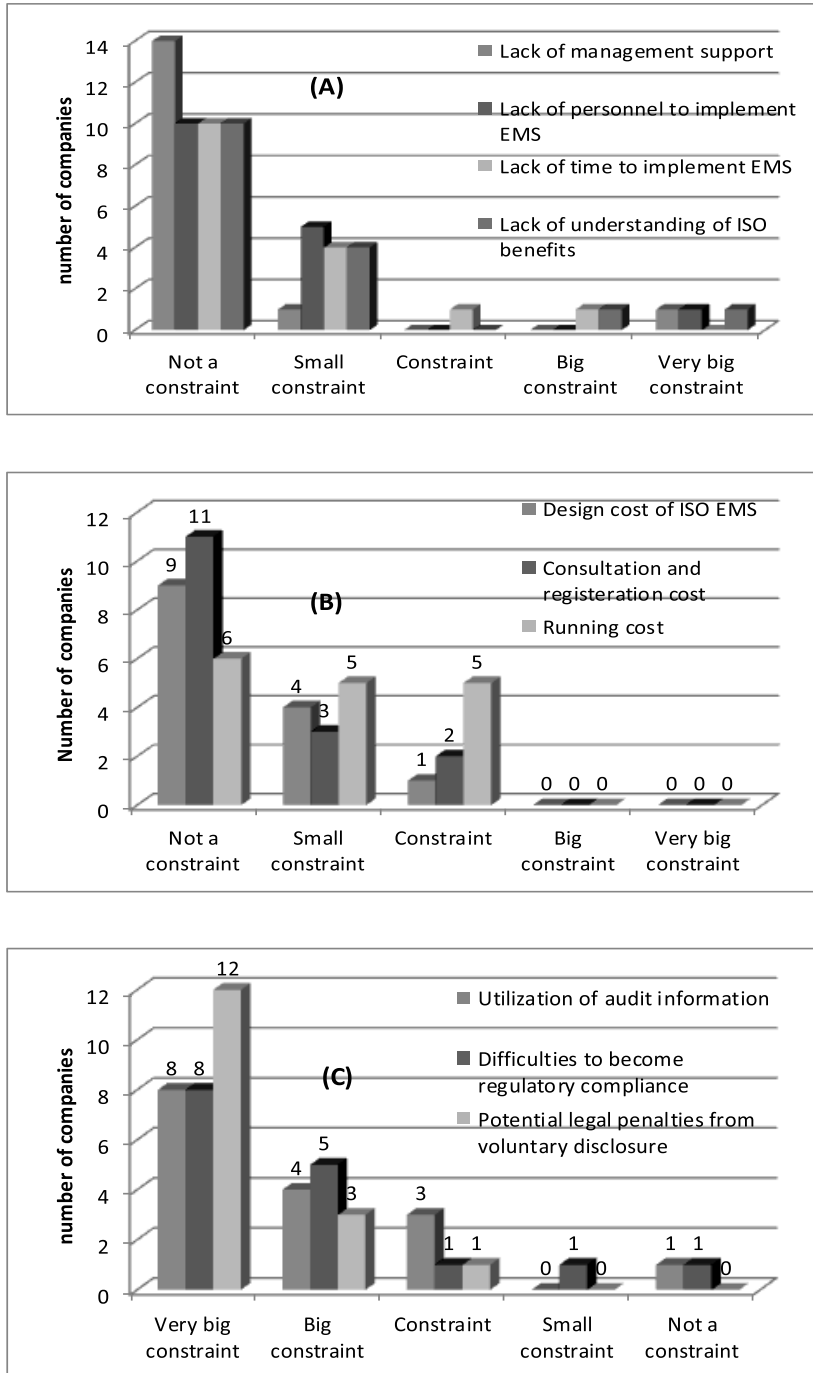 14
12
10
8
6
4
2
0
number of companies
(A)
Lack of management support
Lack of personnel to implement
EMS
Lack of time to implement EMS
Lack of understanding of ISO
benefits
Not a
constraint
Small
constraint
Constraint
Big
constraint
Very big
constraint
12
10
8
6
4
2
0
Number of companies
(B)
Design cost of ISO EMS
Consultation and
registeration cost
Running cost
9
11
6
4
3
5
1
2
5
0
0
0
0
0
0
Not a
constraint
Small
constraint
Constraint
Big
constraint
Very big
constraint
12
10
8
6
4
2
0
number of companies
(C)
Utilization of audit information
Difficulties to become
regulatory compliance
Potential legal penalties from
voluntary disclosure
8
8
12
4
5
3
3
1
1
0
1
0
1
1
0
Very big
constraint
Big
constraint
Constraint
Small
constraint
Not a
constraint